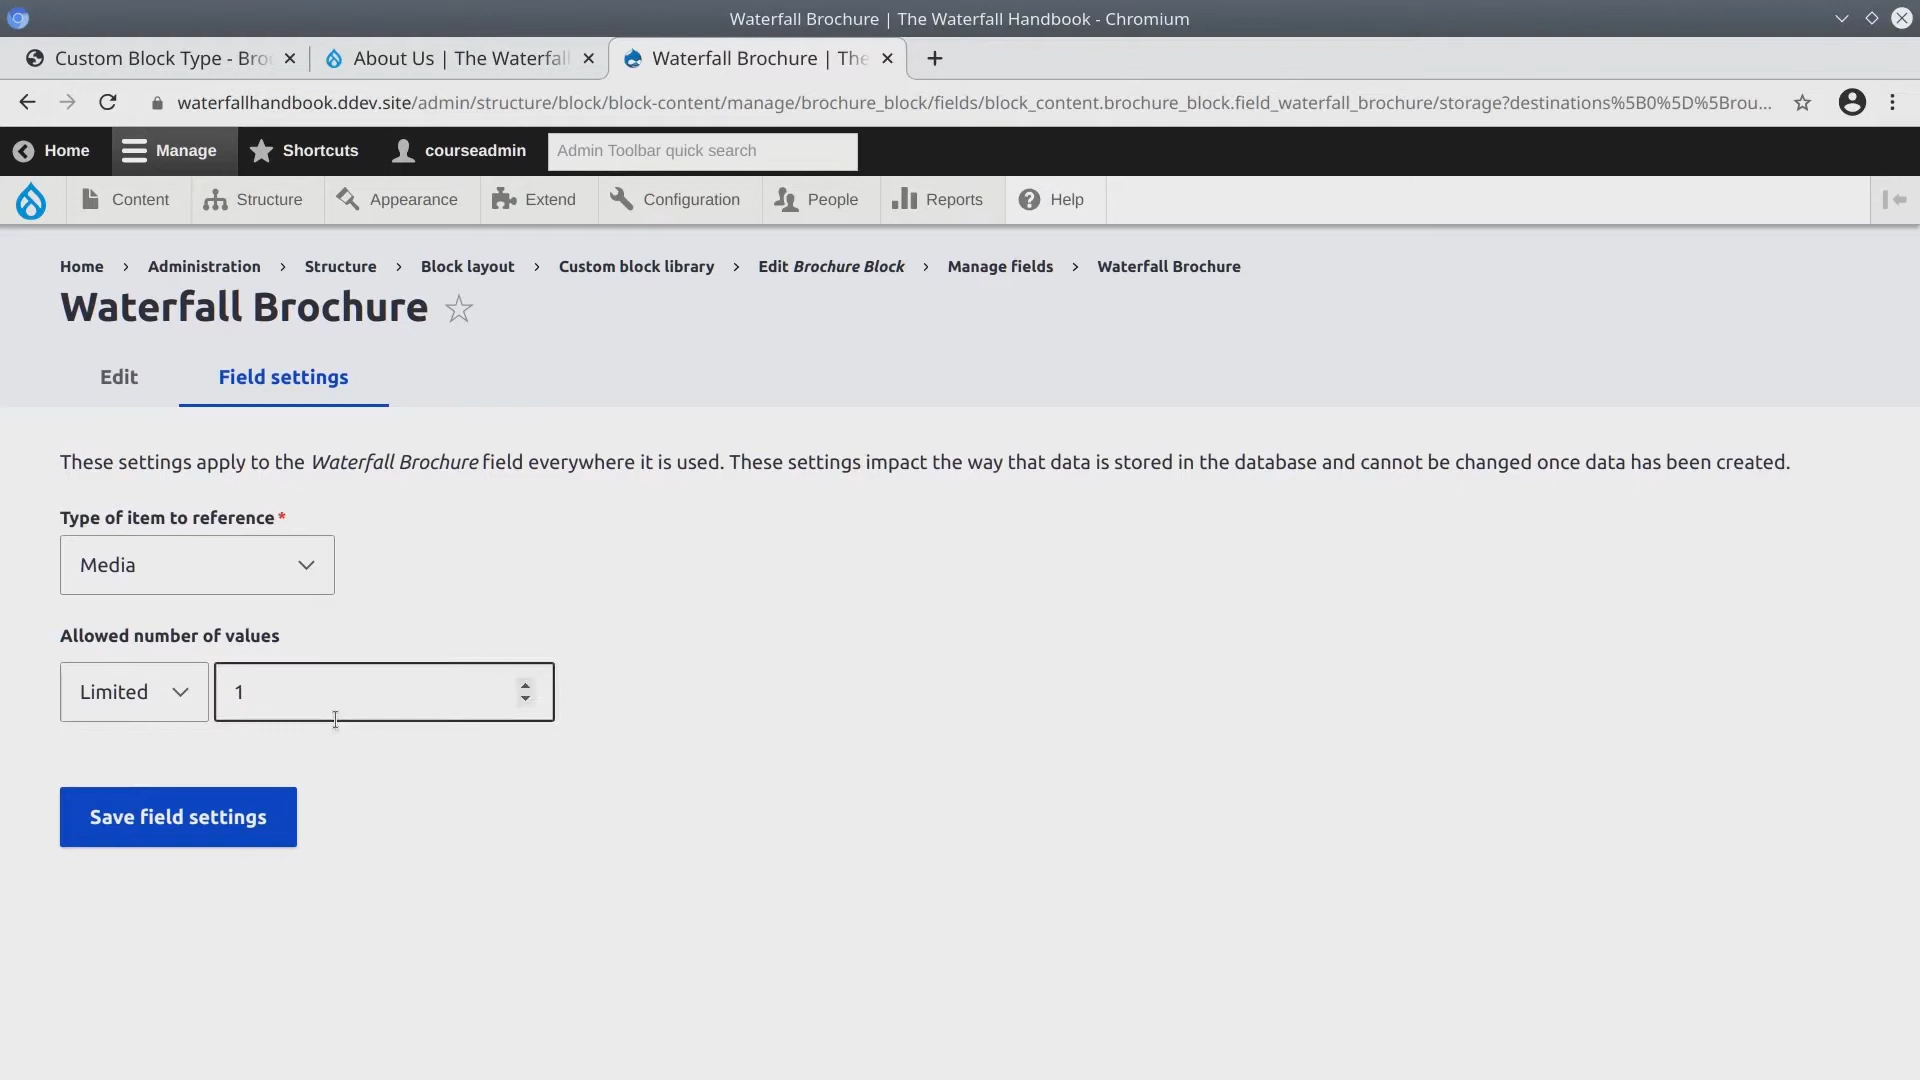 Waterfall Brochure | The Waterfall Handbook - Chromium
Custom Block Type - Bro
About Us | The Waterfall
Waterfall Brochure | The
waterfallhandbook.ddev.site/admin/structure/block/block-content/manage/brochure_block/fields/block_content.brochure_block.field_waterfall_brochure/storage?destinations%5B0%5D%5Brou...
Home Manage Shortcuts courseadmin Admin Toolbar quick search
Content Structure Appearance Extend Configuration People Reports Help
Home › Administration › Structure › Block layout › Custom block library › Edit Brochure Block › Manage fields › Waterfall Brochure
Waterfall Brochure
Edit Field settings
These settings apply to the Waterfall Brochure field everywhere it is used. These settings impact the way that data is stored in the database and cannot be changed once data has been created.
Type of item to reference*
Media
Allowed number of values
Limited 1
Save field settings